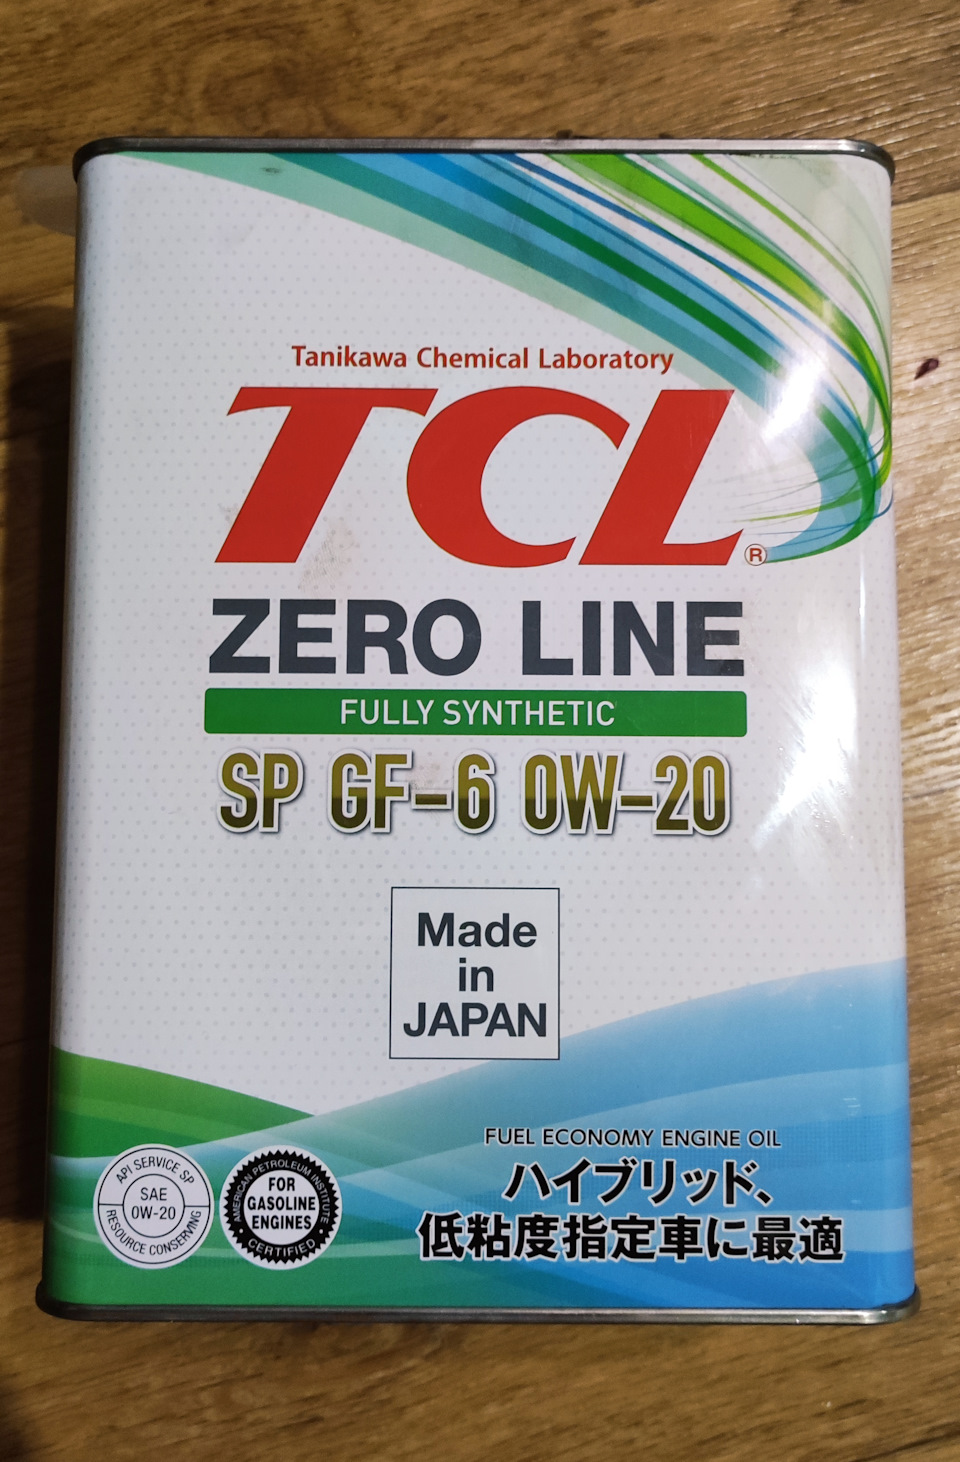 Tanikawa Chemical Laboratory
TCL®
ZERO LINE
FULLY SYNTHETIC
SP GF-6 0W-20
Made
in
JAPAN
FUEL ECONOMY ENGINE OIL
ハイブリッド、
低粘度指定車に最適
API SERVICE SP
SAE
0W-20
RESOURCE CONSERVING
AMERICAN PETROLEUM INSTITUTE
FOR
GASOLINE
ENGINES
CERTIFIED